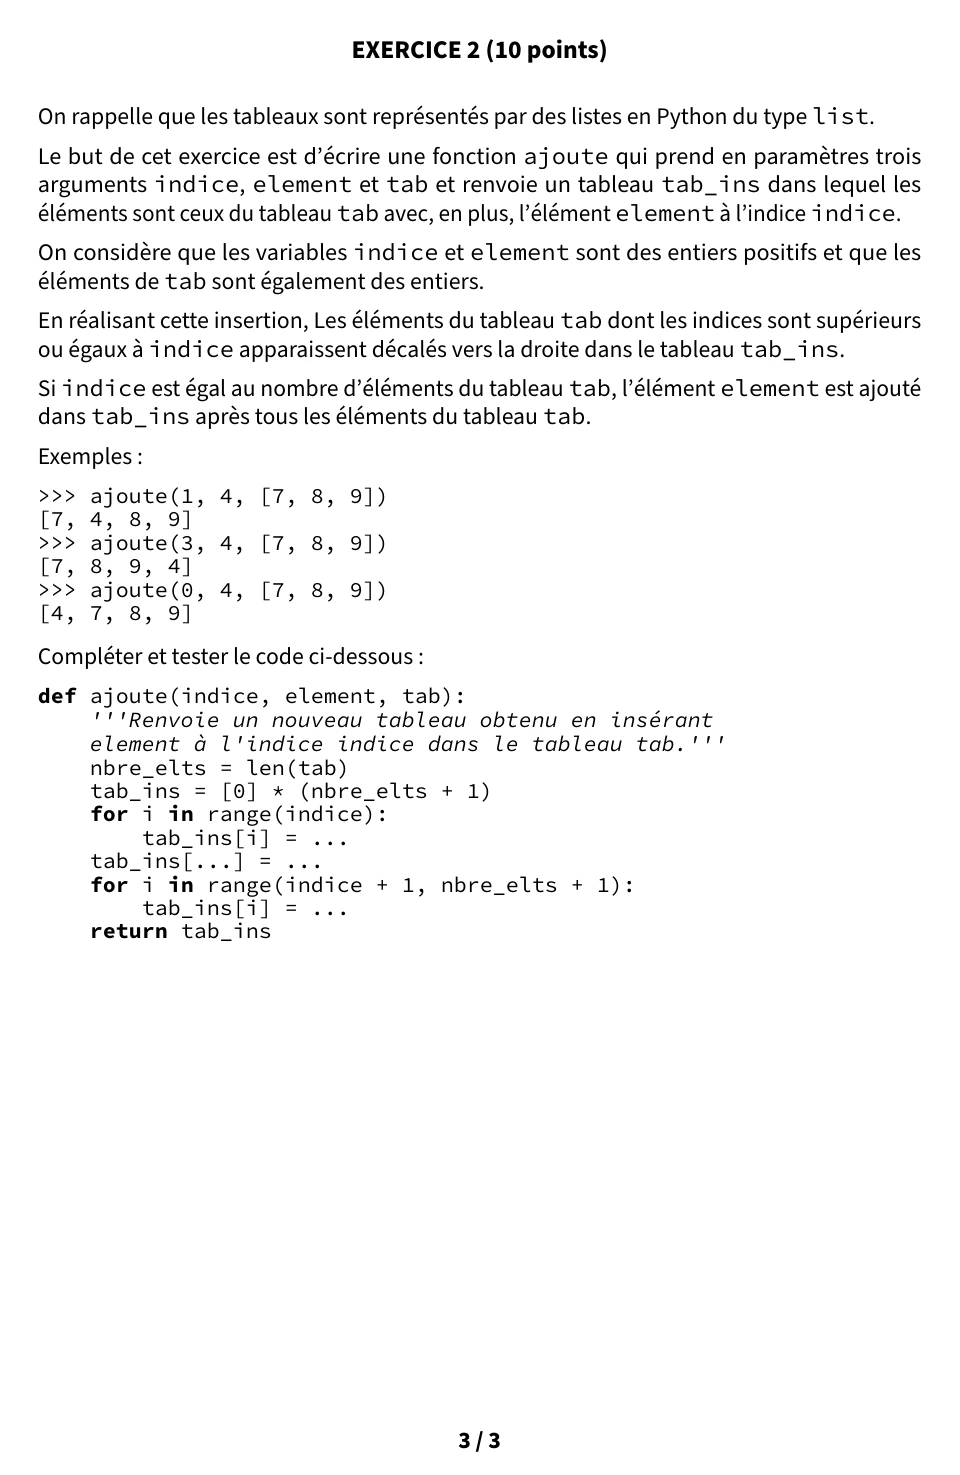 EXERCICE 2 (10 points)
On rappelle que les tableaux sont représentés par des listes en Python du type list.
Le but de cet exercice est d’écrire une fonction ajoute qui prend en paramètres trois
arguments indice, element et tab et renvoie un tableau tab_ins dans lequel les
éléments sont ceux du tableau tab avec, en plus, l’élément element à l’indice indice.
On considère que les variables indice et element sont des entiers positifs et que les
éléments de tab sont également des entiers.
En réalisant cette insertion, Les éléments du tableau tab dont les indices sont supérieurs
ou égaux à indice apparaissent décalés vers la droite dans le tableau tab_ins.
Si indice est égal au nombre d’éléments du tableau tab, l’élément element est ajouté
dans tab_ins après tous les éléments du tableau tab.
Exemples :
>>> ajoute(1, 4, [7, 8, 9])
[7, 4, 8, 9]
>>> ajoute(3, 4, [7, 8, 9])
[7, 8, 9, 4]
>>> ajoute(0, 4, [7, 8, 9])
[4, 7, 8, 9]
Compléter et tester le code ci-dessous :
def ajoute(indice, element, tab):
    '''Renvoie un nouveau tableau obtenu en insérant
    element à l'indice indice dans le tableau tab.'''
    nbre_elts = len(tab)
    tab_ins = [0] * (nbre_elts + 1)
    for i in range(indice):
        tab_ins[i] = ...
    tab_ins[...] = ...
    for i in range(indice + 1, nbre_elts + 1):
        tab_ins[i] = ...
    return tab_ins
3 / 3